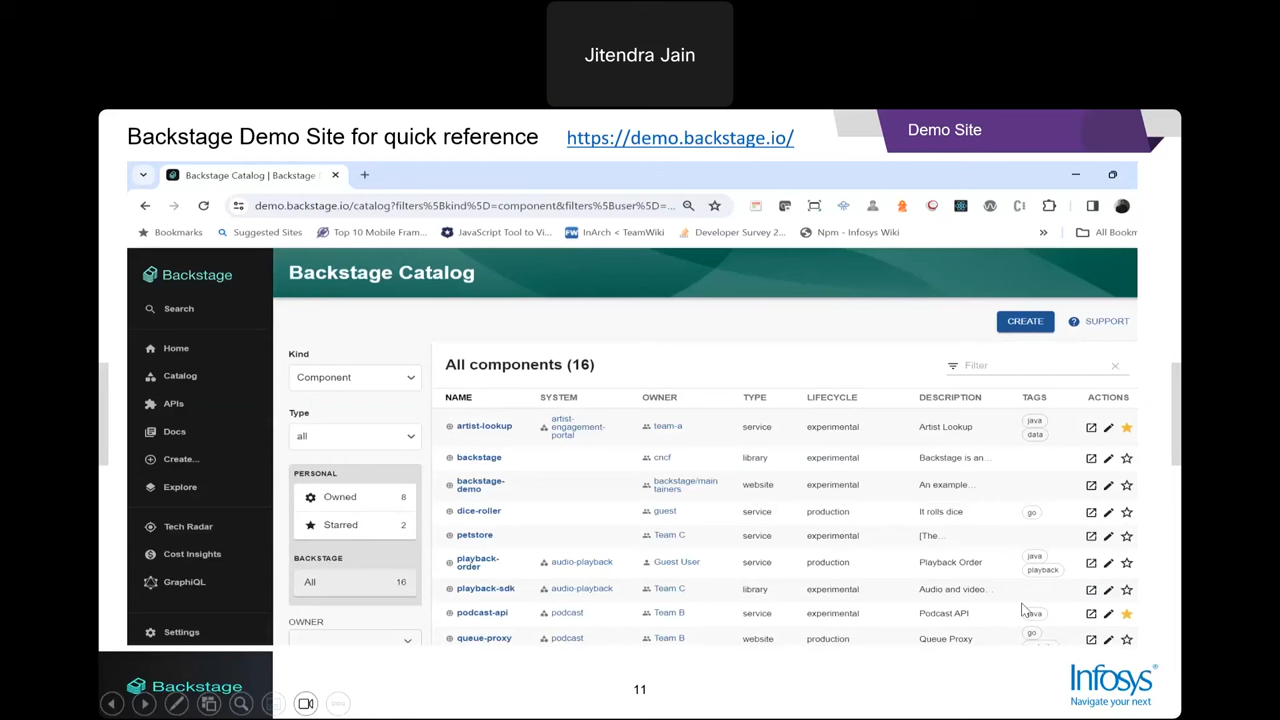 Jitendra Jain
Backstage Demo Site for quick reference https://demo.backstage.io/
Demo Site
Backstage Catalog | Backstage
demo.backstage.io/catalog?filters%5Bkind%5D=component&filters%5Buser%5D=...
Bookmarks Suggested Sites Top 10 Mobile Fram... JavaScript Tool to Vi... InArch < TeamWiki Developer Survey 2... Npm - Infosys Wiki » All Bookm
Backstage
Backstage Catalog
Search
Home
Catalog
APIs
Docs
Create...
Explore
Tech Radar
Cost Insights
GraphiQL
Settings
CREATE SUPPORT
Kind
Component
Type
all
PERSONAL
Owned 8
Starred 2
BACKSTAGE
All 16
OWNER
All components (16) Filter
NAME SYSTEM OWNER TYPE LIFECYCLE DESCRIPTION TAGS ACTIONS
artist-lookup artist-engagement-portal team-a service experimental Artist Lookup java data
backstage cncf library experimental Backstage is an...
backstage-demo backstage/maintainers website experimental An example...
dice-roller guest service production It rolls dice go
petstore Team C service experimental [The...
playback-order audio-playback Guest User service production Playback Order java playback
playback-sdk audio-playback Team C library experimental Audio and video...
podcast-api podcast Team B service experimental Podcast API java
queue-proxy podcast Team B website production Queue Proxy go
Backstage
11
Infosys®
Navigate your next